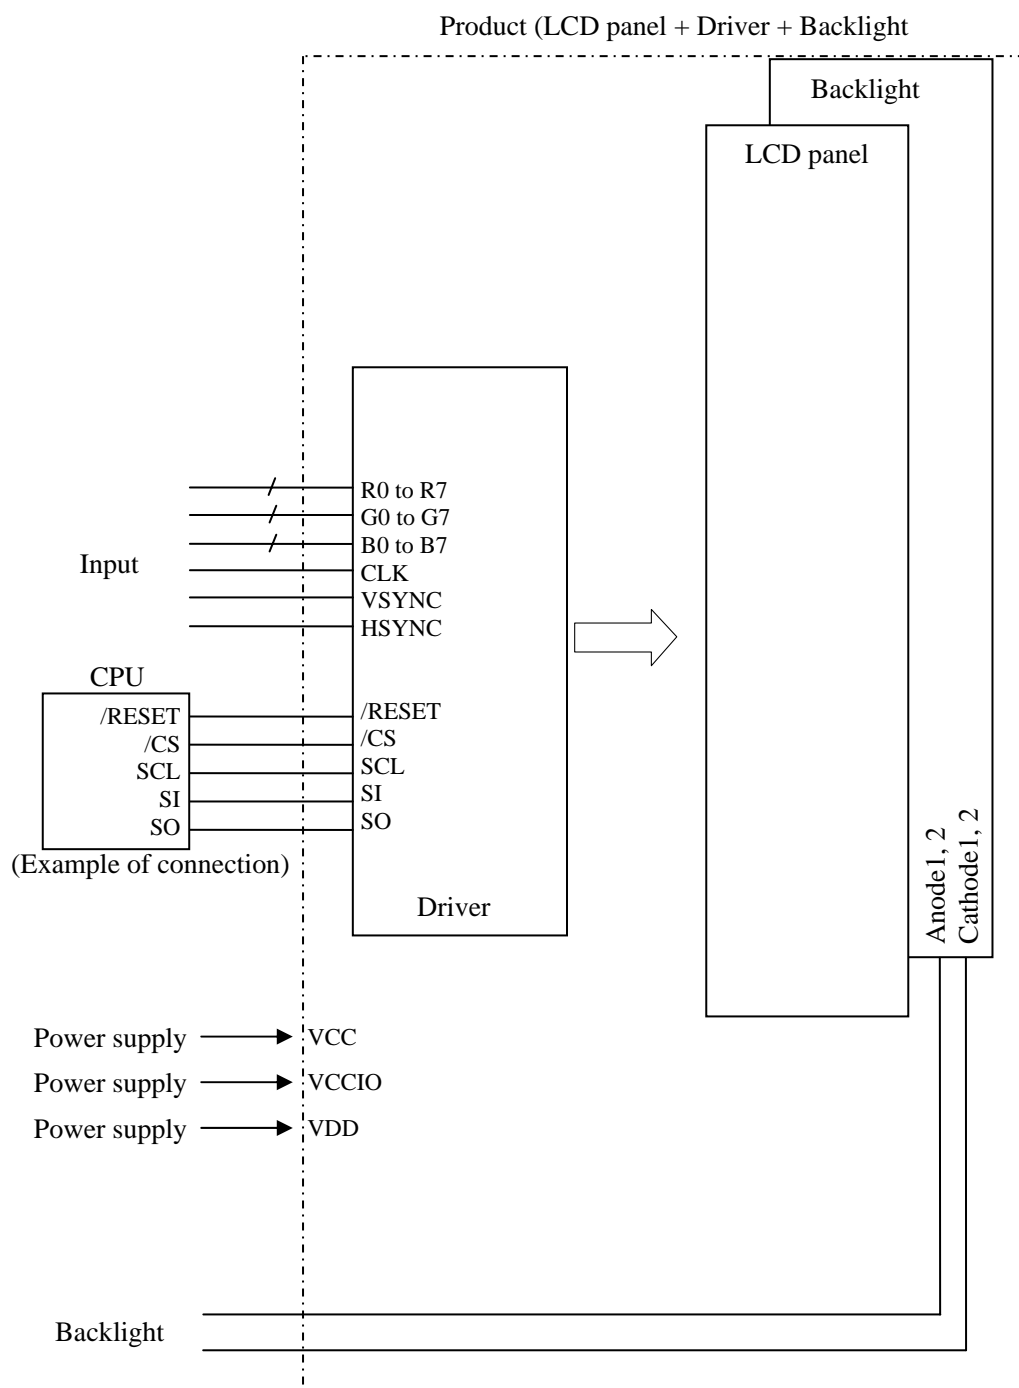 Product (LCD panel + Driver + Backlight
Backlight
LCD panel
R0 to R7
G0 to G7
B0 to B7
CLK
VSYNC
HSYNC
Input
CPU
/RESET
/CS
SCL
SI
SO
/RESET
/CS
SCL
SI
SO
(Example of connection)
Driver
Anode1, 2
Cathode1, 2
Power supply VCC
Power supply VCCIO
Power supply VDD
Backlight